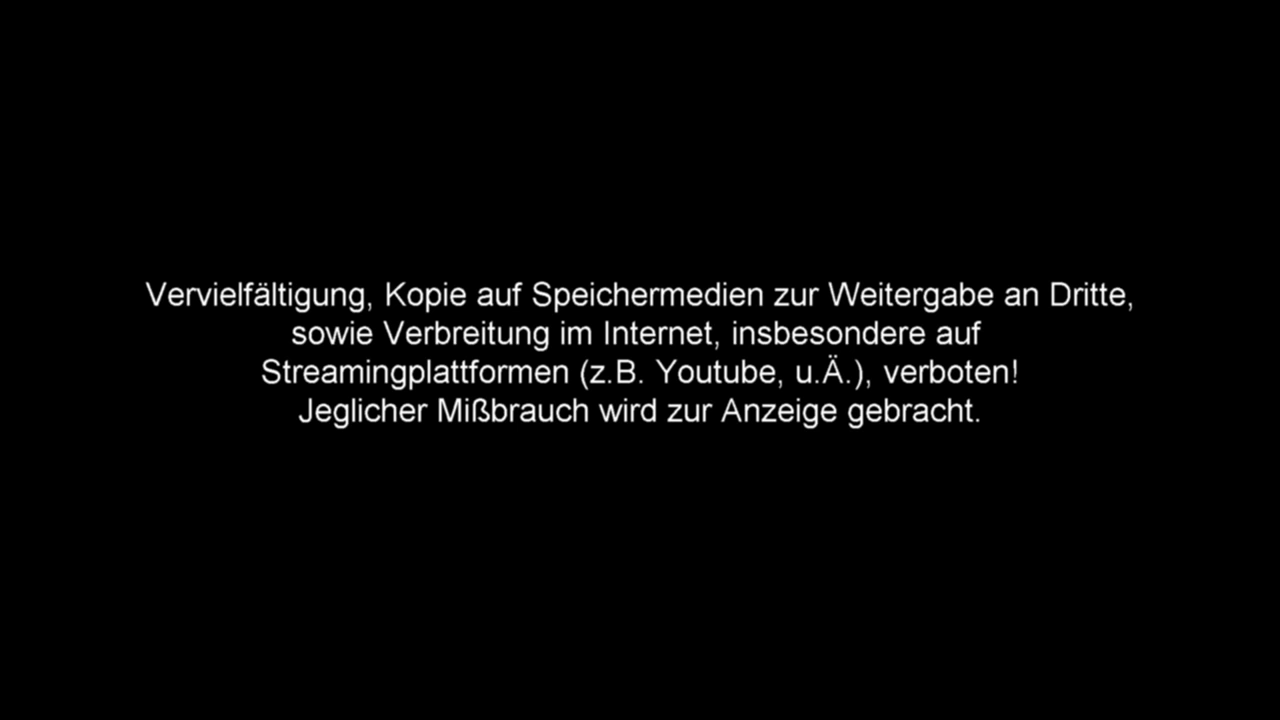 Vervielfältigung, Kopie auf Speichermedien zur Weitergabe an Dritte,
sowie Verbreitung im Internet, insbesondere auf
Streamingplattformen (z.B. Youtube, u.Ä.), verboten!
Jeglicher Mißbrauch wird zur Anzeige gebracht.